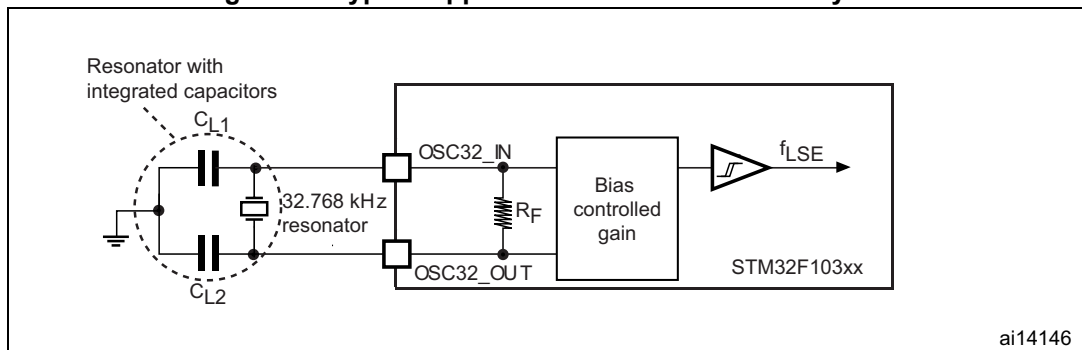 Resonator with
integrated capacitors
CL1
32.768 kHz
resonator
CL2
OSC32_IN
RF
OSC32_OUT
Bias
controlled
gain
fLSE
STM32F103xx
ai14146